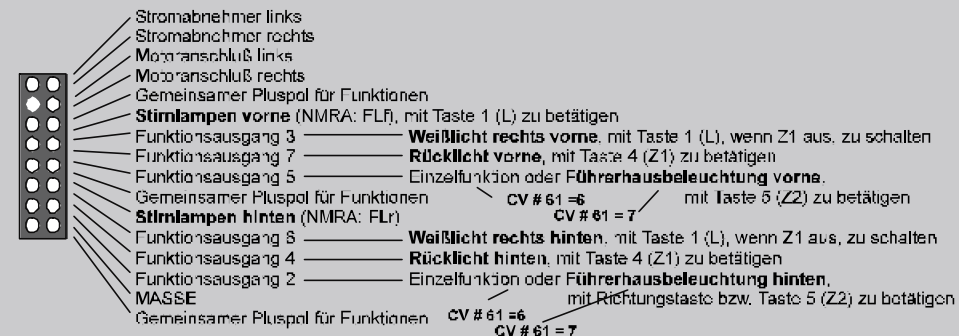 Stromabnehmer links
Stromabnehmer rechts
Motoranschluß links
Motoranschluß rechts
Gemeinsamer Pluspol für Funktionen
Stirnlampen vorne (NMRA: FLf), mit Taste 1 (L) zu betätigen
Funktionsausgang 3 Weißlicht rechts vorne, mit Taste 1 (L), wenn Z1 aus, zu schalten
Funktionsausgang 7 Rücklicht vorne, mit Taste 4 (Z1) zu betätigen
Funktionsausgang 5 Einzelfunktion oder Führerhausbeleuchtung vorne,
Gemeinsamer Pluspol für Funktionen CV # 61 =6 mit Taste 5 (Z2) zu betätigen
Stirnlampen hinten (NMRA: FLr) CV # 61 = 7
Funktionsausgang 6 Weißlicht rechts hinten, mit Taste 1 (L), wenn Z1 aus, zu schalten
Funktionsausgang 4 Rücklicht hinten, mit Taste 4 (Z1) zu betätigen
Funktionsausgang 2 Einzelfunktion oder Führerhausbeleuchtung hinten,
MASSE mit Richtungstaste bzw. Taste 5 (Z2) zu betätigen
Gemeinsamer Pluspol für Funktionen CV # 61 =6
CV # 61 = 7